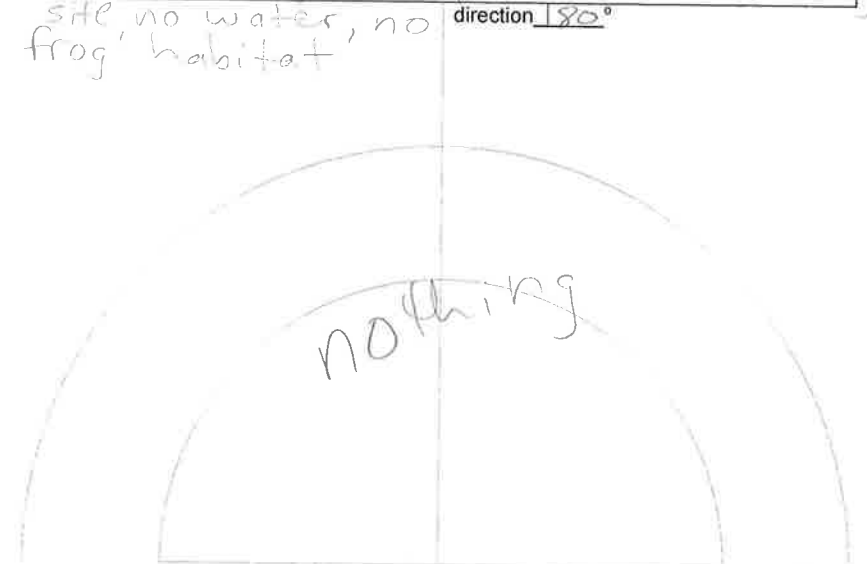 site, no water, no
frog habitat
direction 180°
nothing